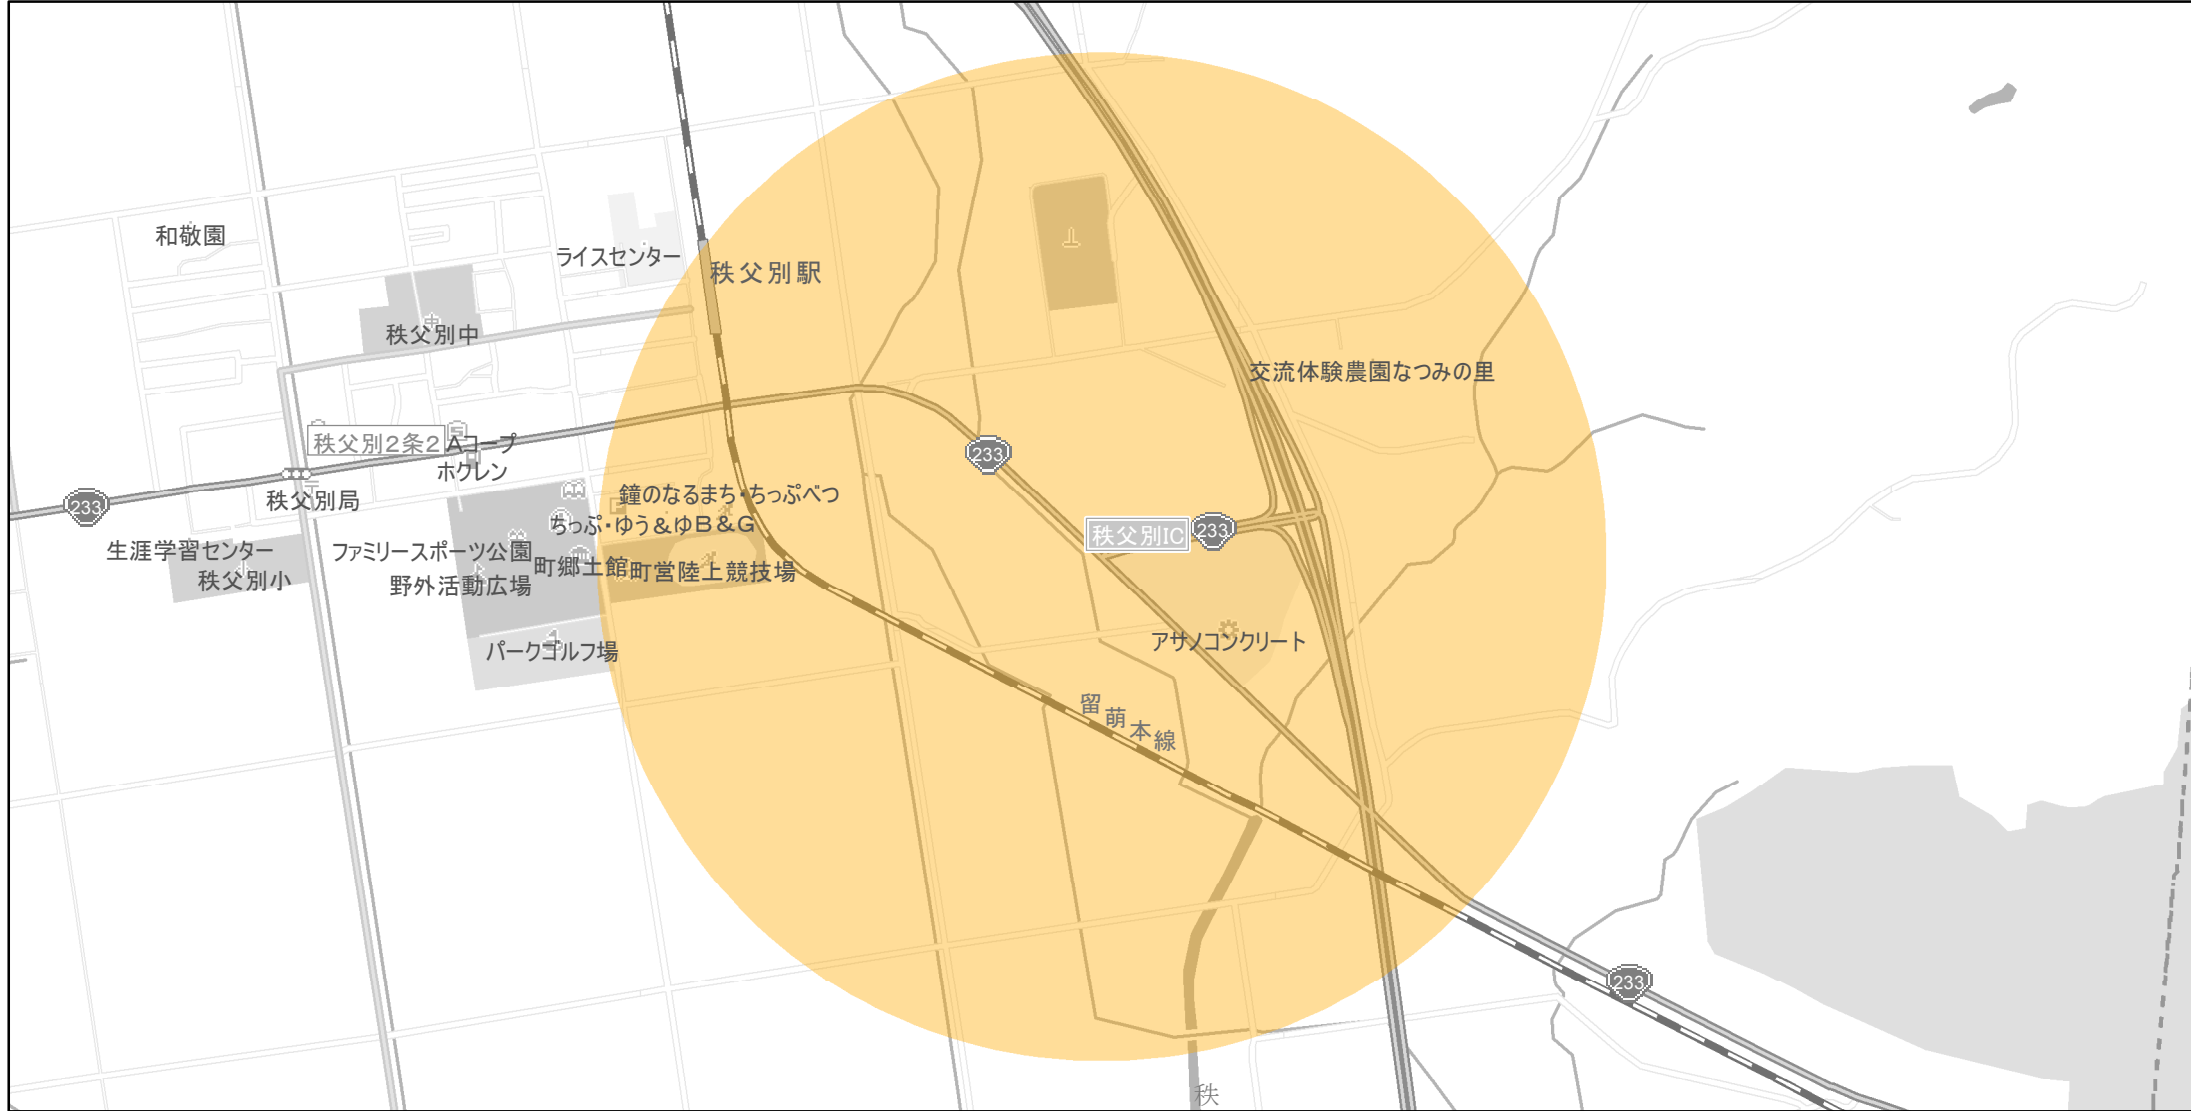 和敬園
ライスセンター
秩父別駅
秩父別中
交流体験農園なつみの里
秩父別2条2
Aコープ
ホクレン
233
秩父別局
233
鐘のなるまち・ちっぷべつ
ちっぷ・ゆう&ゆB&G
秩父別IC
233
生涯学習センター
ファミリースポーツ公園
町郷土館
町営陸上競技場
秩父別小
野外活動広場
パークゴルフ場
アサノコンクリート
留萌本線
233
秩